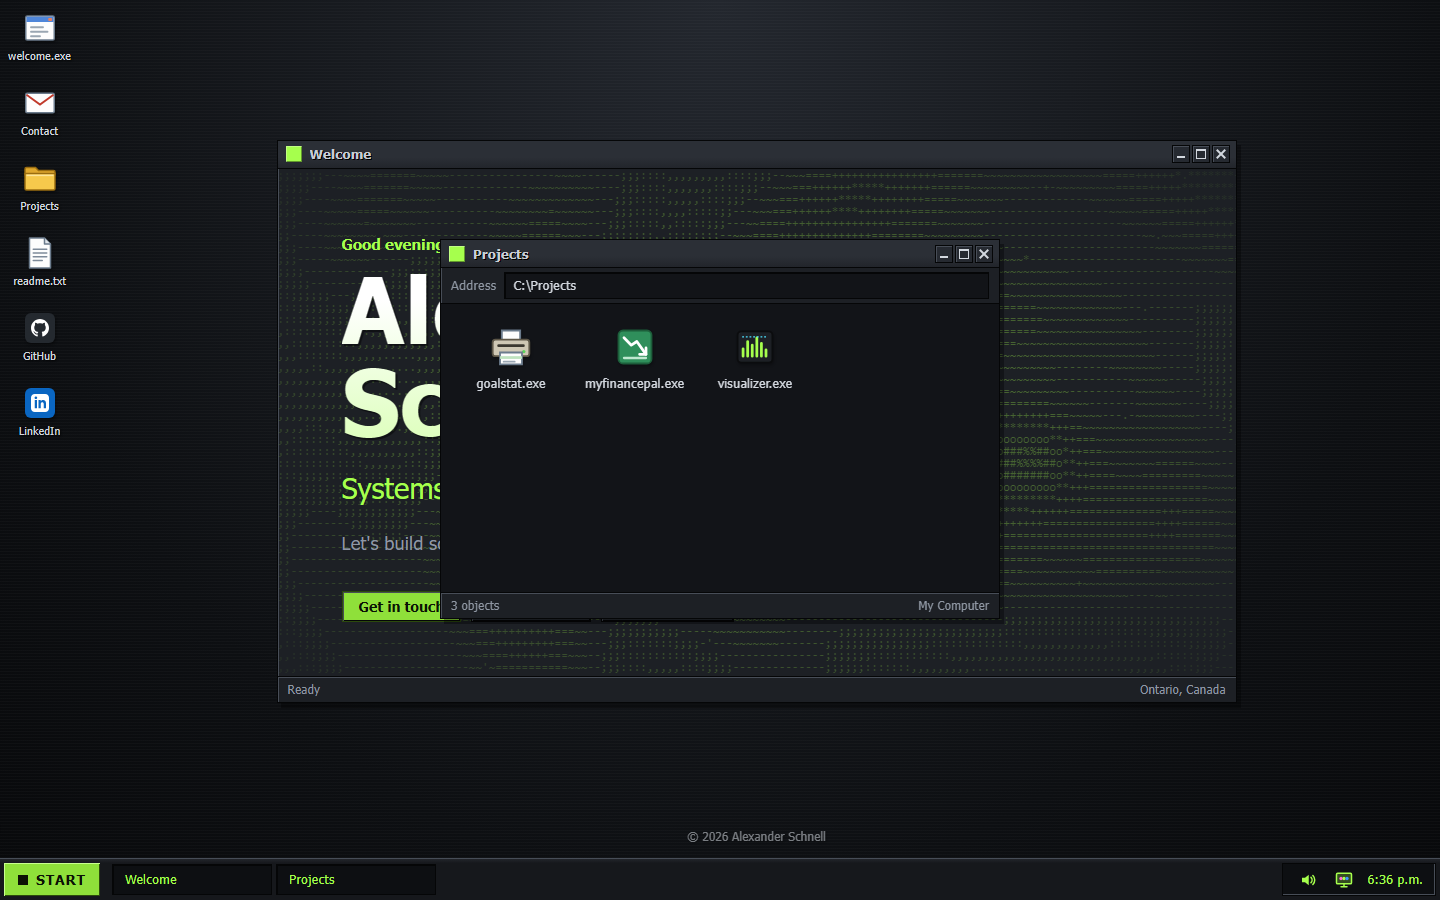 welcome.exe
Contact
Projects
readme.txt
GitHub
LinkedIn
Welcome
Good evening
Systems
Let's build
Get in touch
Ready
Ontario, Canada
Projects
Address
C:\Projects
goalstat.exe
myfinancepal.exe
visualizer.exe
3 objects
My Computer
© 2026 Alexander Schnell
START
Welcome
Projects
6:36 p.m.